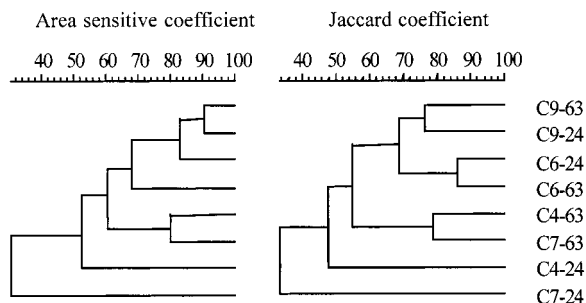 Area sensitive coefficient Jaccard coefficient
40 50 60 70 80 90 100 40 50 60 70 80 90 100
C9-63
C9-24
C6-24
C6-63
C4-63
C7-63
C4-24
C7-24